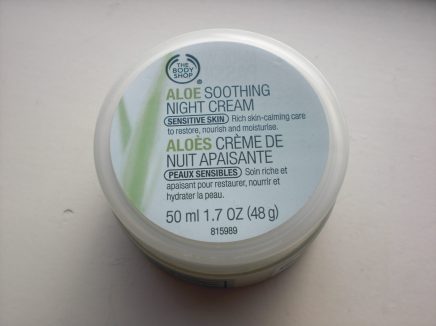 THE
BODY
SHOP
ALOE SOOTHING
NIGHT CREAM
SENSITIVE SKIN Rich skin-calming care
to restore, nourish and moisturise.
ALOÈS CRÈME DE
NUIT APAISANTE
PEAUX SENSIBLES Soin riche et
apaisant pour restaurer, nourrir et
hydrater la peau.
50 ml 1.7 OZ (48 g)
815989